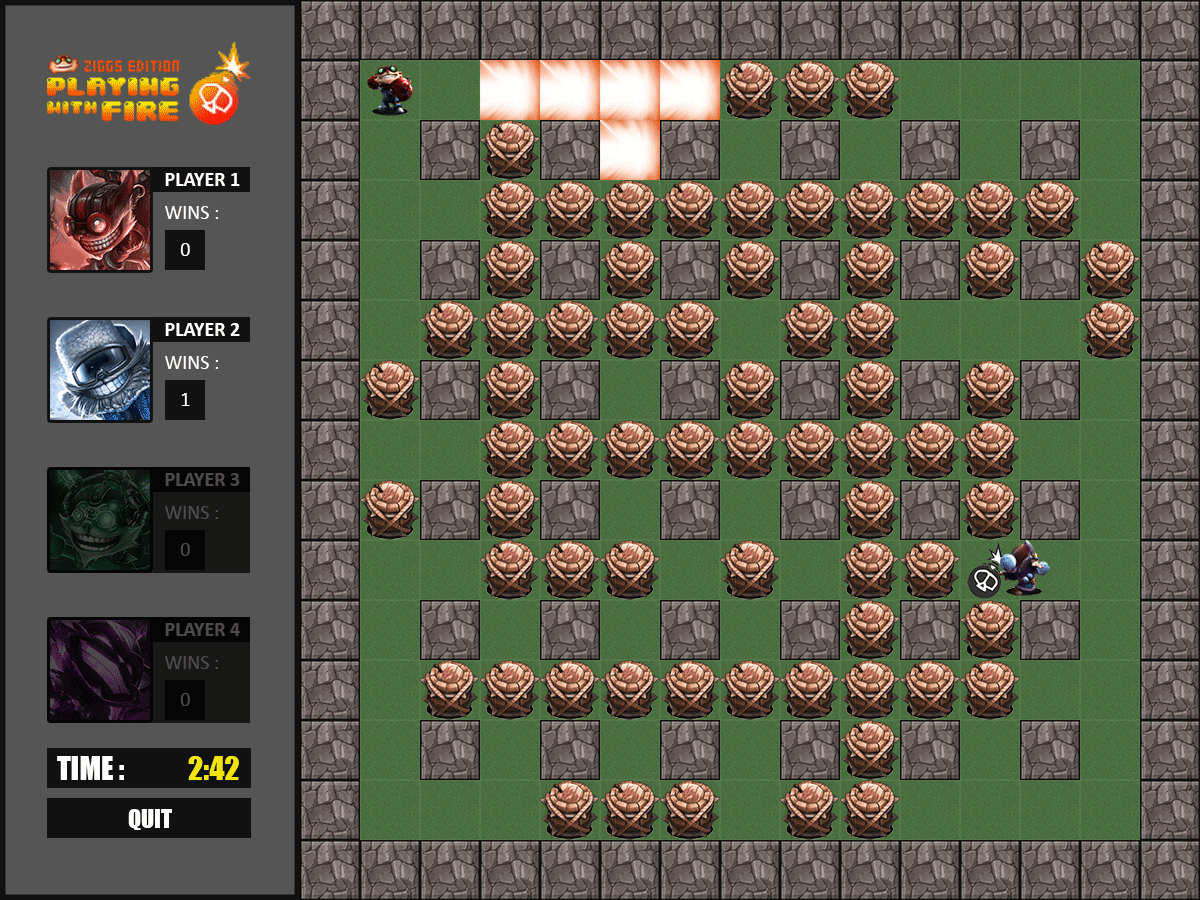 ZIGGS EDITION
PLAYING
WITH FIRE
PLAYER 1
WINS :
0
PLAYER 2
WINS :
1
PLAYER 3
WINS :
0
PLAYER 4
WINS :
0
TIME : 2:42
QUIT